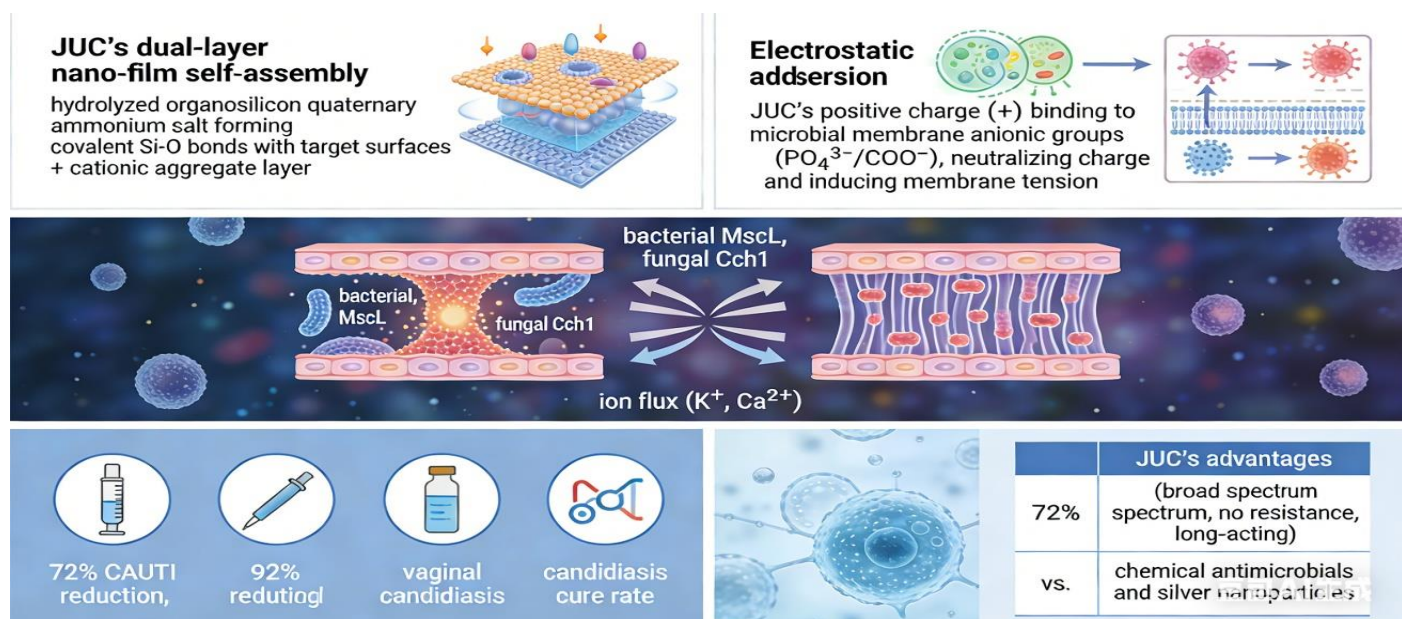 JUC's dual-layer
nano-film self-assembly
hydrolyzed organosilicon quaternary
ammonium salt forming
covalent Si-O bonds with target surfaces
+ cationic aggregate layer
Electrostatic
addsersion
JUC's positive charge (+) binding to
microbial membrane anionic groups
(PO₄³⁻/COO⁻), neutralizing charge
and inducing membrane tension
bacterial,
MscL
fungal Cch1
bacterial MscL,
fungal Cch1
ion flux (K⁺, Ca²⁺)
72% CAUTI
reduction,
92%
redutingl
vaginal
candidiasis
candidiasis
cure rate
JUC's advantages
72%
(broad spectrum
spectrum, no resistance,
long-acting)
vs.
chemical antimicrobials
and silver nanoparticles